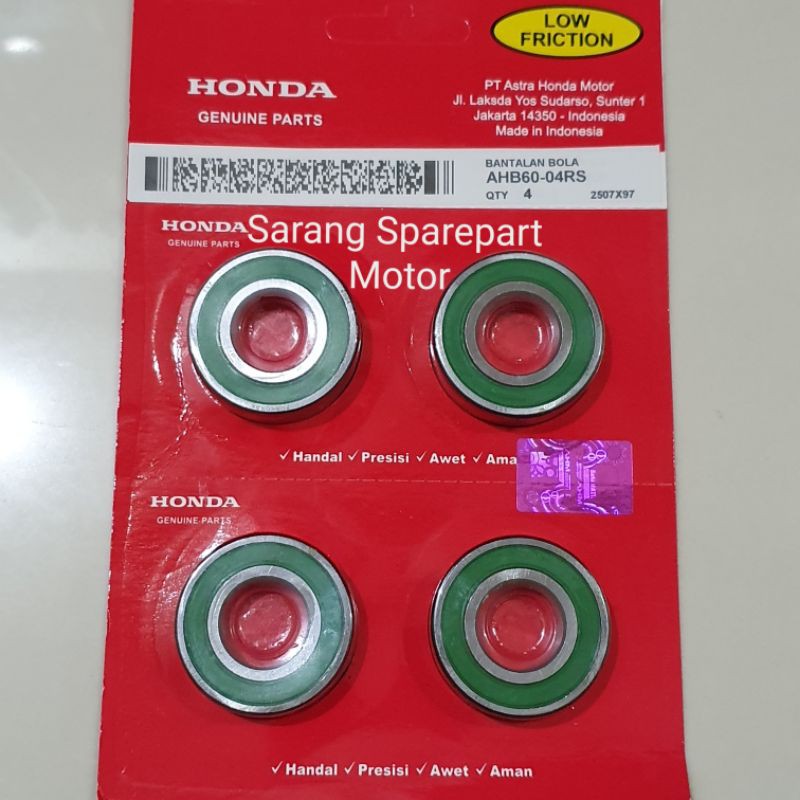 LOW
FRICTION
HONDA
GENUINE PARTS
PT Astra Honda Motor
Jl. Laksda Yos Sudarso, Sunter 1
Jakarta 14350 - Indonesia
Made in Indonesia
BANTALAN BOLA
AHB60-04RS
QTY 4 2507X97
HONDA
GENUINE PARTS
Sarang Sparepart
Motor
✓Handal ✓Presisi ✓Awet ✓Aman
HONDA
GENUINE PARTS
✓Handal ✓Presisi ✓Awet ✓Aman